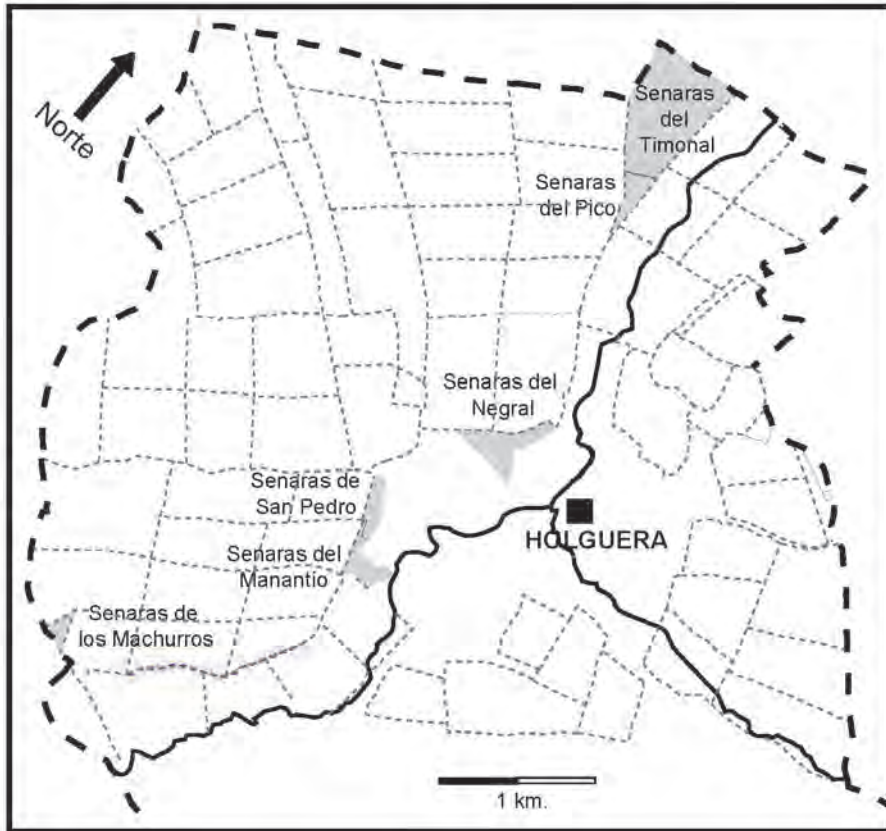 Norte
Senaras
del
Timonal
Senaras
del Pico
Senaras del
Negral
Senaras de
San Pedro
HOLGUERA
Senaras del
Manantío
Senaras de
los Machurros
1 km.